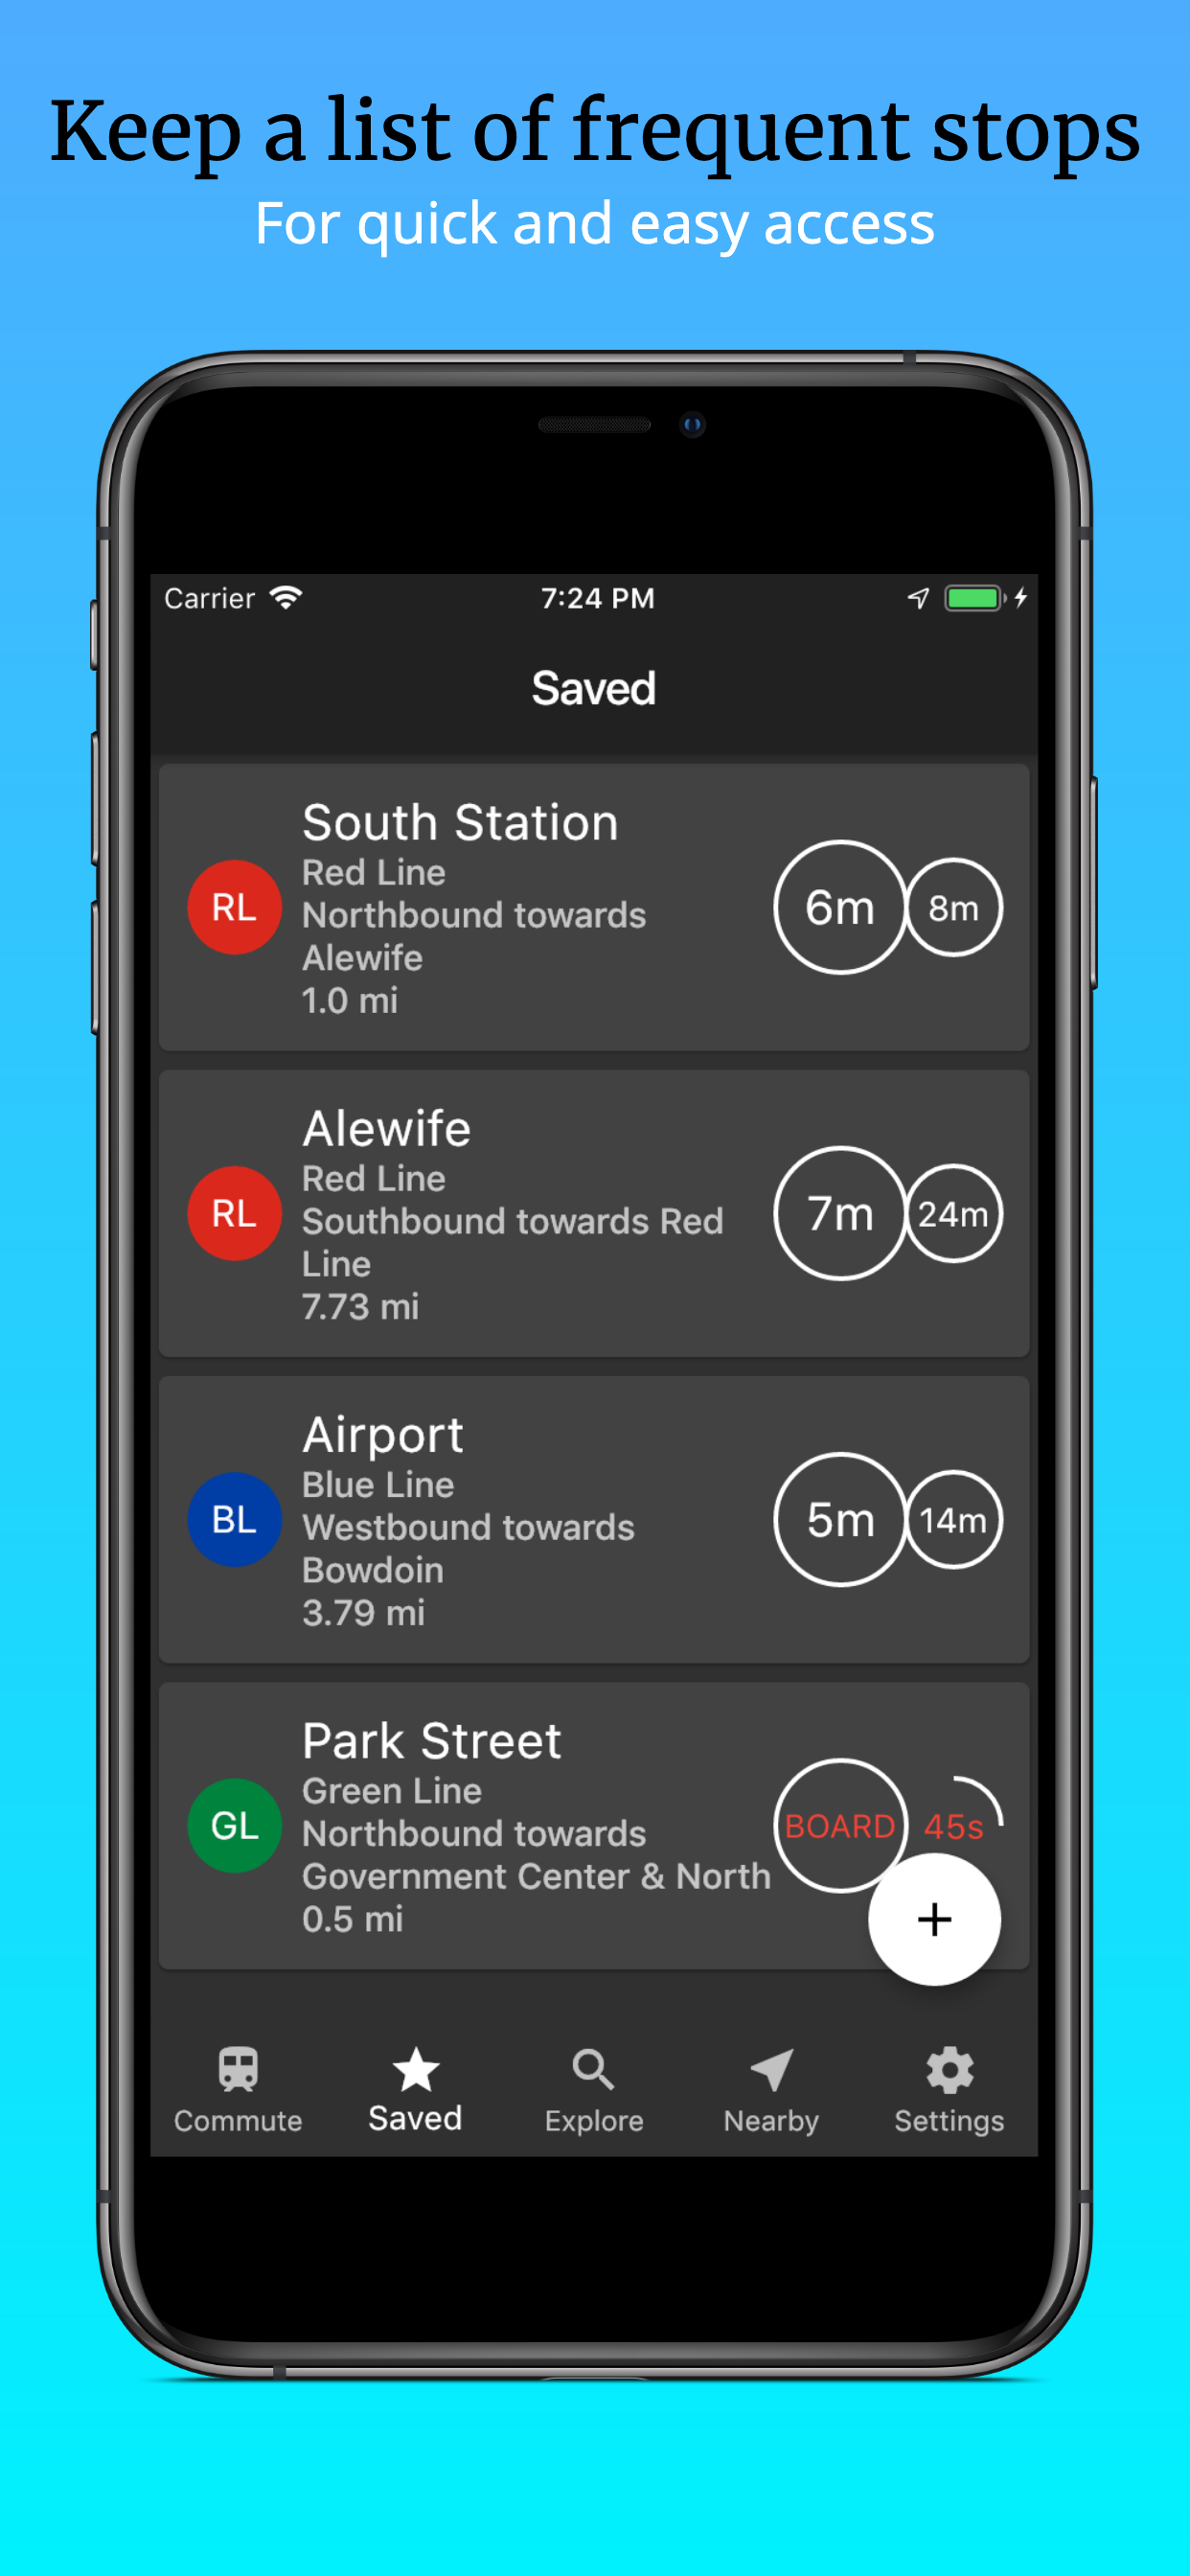 Keep a list of frequent stops
For quick and easy access
Carrier 7:24 PM
Saved
South Station
Red Line
RL
Northbound towards
Alewife
1.0 mi
6m 8m
Alewife
Red Line
RL
Southbound towards Red
Line
7.73 mi
7m 24m
Airport
Blue Line
BL
Westbound towards
Bowdoin
3.79 mi
5m 14m
Park Street
Green Line
GL
Northbound towards
Government Center & North
0.5 mi
BOARD 45s
+
Commute Saved Explore Nearby Settings